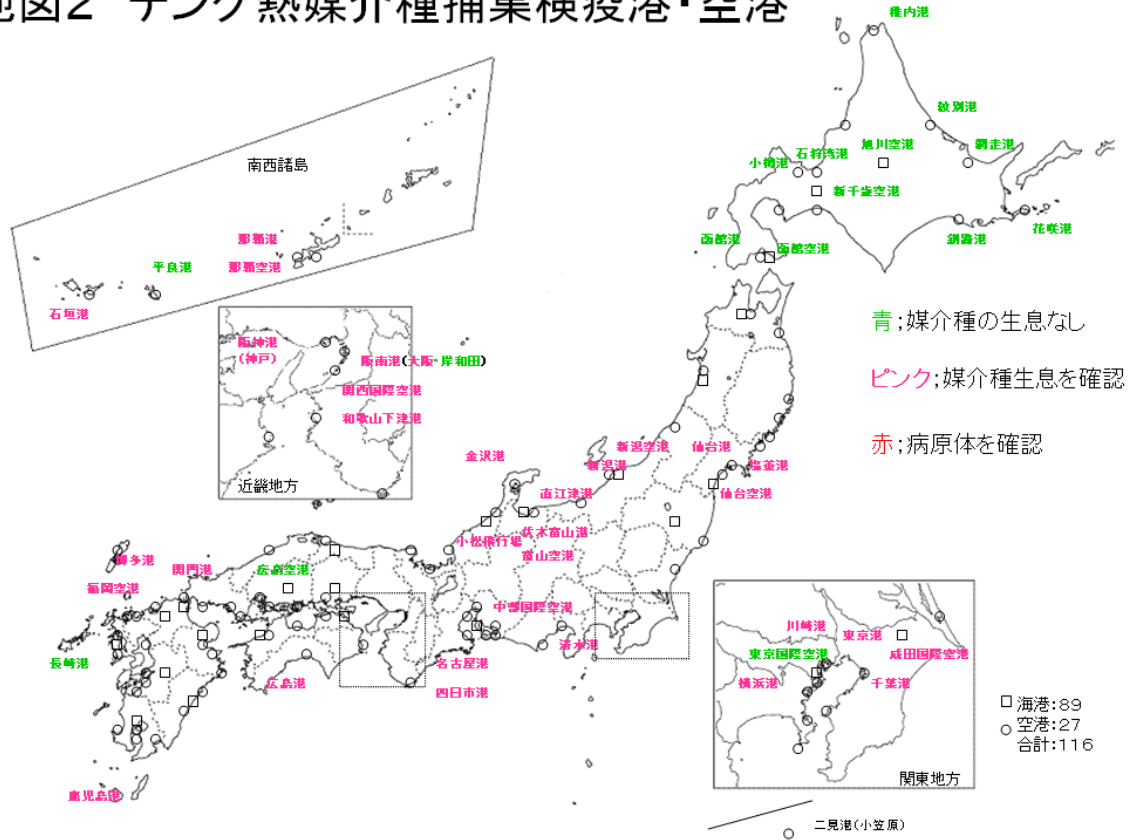 地図2 デング熱媒介種捕集検疫港・空港
稚内港
紋別港
網走港
旭川空港
石狩湾港
小樽港
新千歳空港
函館港
函館空港
釧路港
花咲港
南西諸島
那覇港
那覇空港
平良港
石垣港
阪神港
(神戸)
阪南港(大阪・岸和田)
関西国際空港
和歌山下津港
近畿地方
青;媒介種の生息なし
ピンク;媒介種生息を確認
赤;病原体を確認
金沢港
新潟空港
新潟港
仙台港
塩釜港
仙台空港
直江津港
小松飛行場
伏木富山港
富山空港
博多港
福岡空港
関門港
広島空港
長崎港
広島港
鹿児島港
中部国際空港
清水港
名古屋港
四日市港
川崎港
東京港
東京国際空港
成田国際空港
横浜港
千葉港
関東地方
海港:89
空港:27
合計:116
二見港(小笠原)